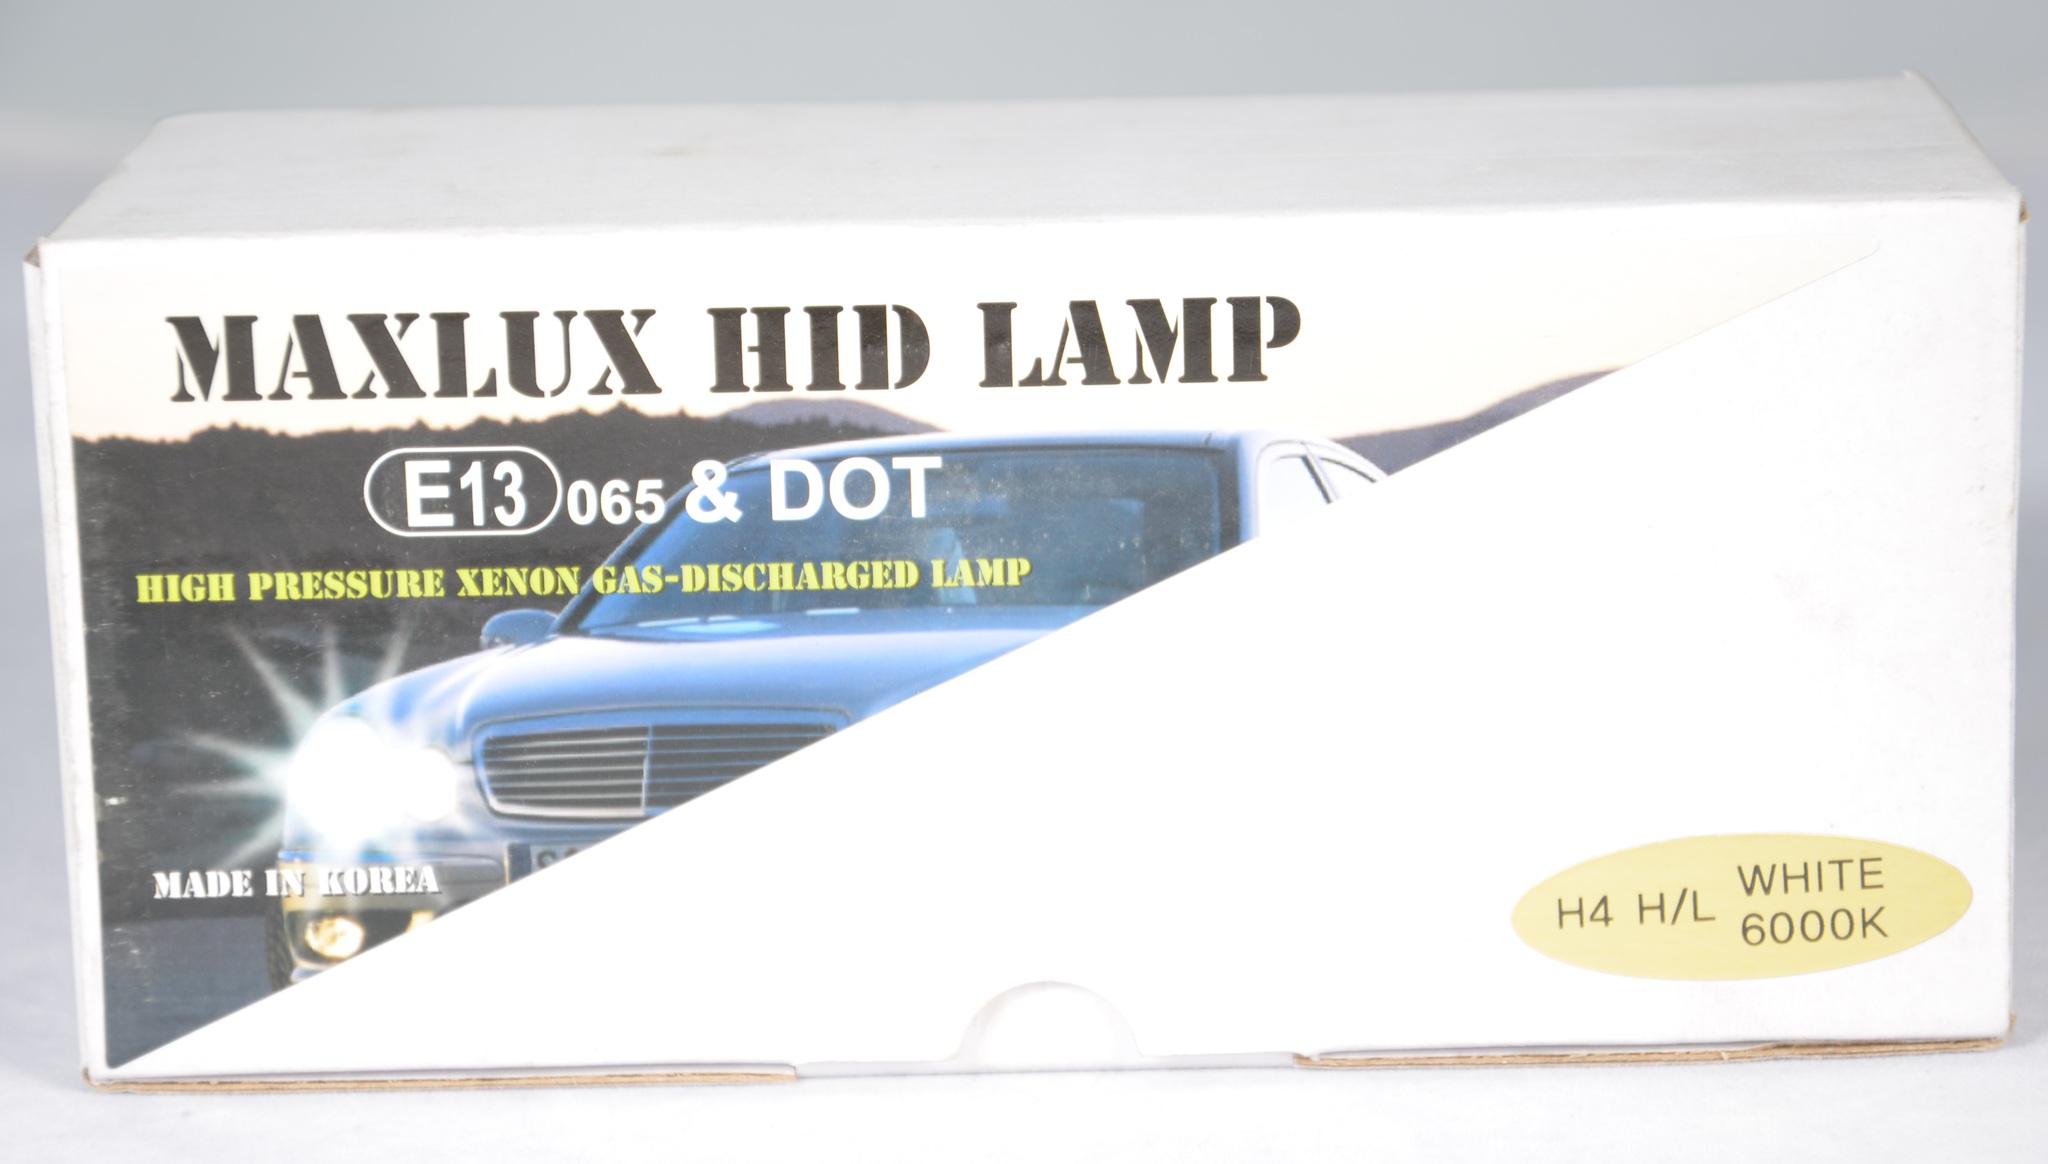 MAXLUX HID LAMP
E13 065 & DOT
HIGH PRESSURE XENON GAS-DISCHARGED LAMP
MADE IN KOREA
H4 H/L WHITE
6000K